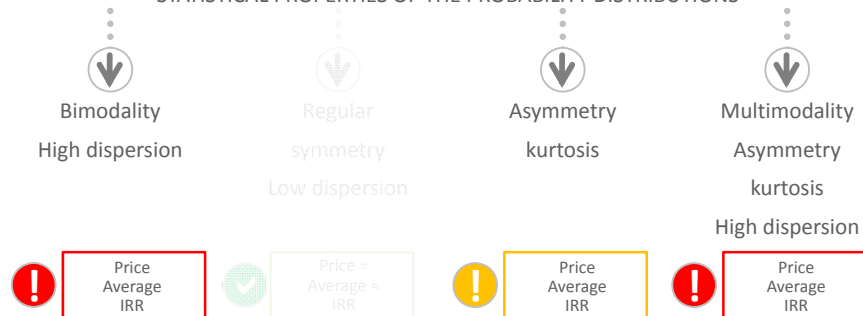 STATISTICAL PROPERTIES OF THE PROBABILITY DISTRIBUTIONS
Bimodality
High dispersion
Regular
symmetry
Low dispersion
Asymmetry
kurtosis
Multimodality
Asymmetry
kurtosis
High dispersion
Price
Average
IRR
Price ≈
Average ≈
IRR
Price
Average
IRR
Price
Average
IRR